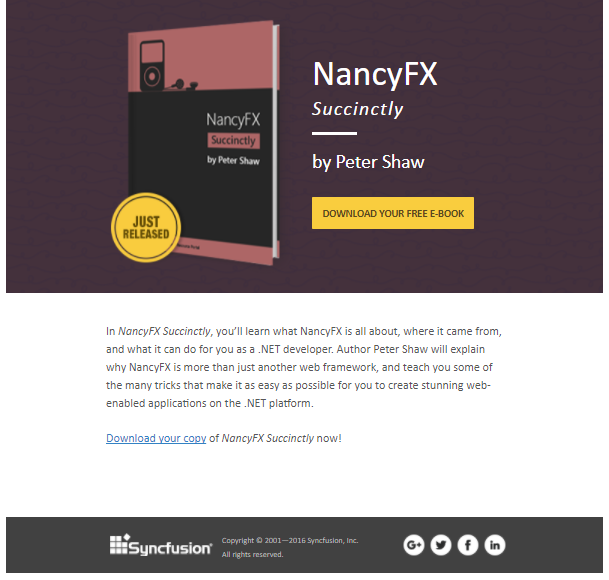 NancyFX
Succinctly
by Peter Shaw
JUST
RELEASED
NancyFX
Succinctly
by Peter Shaw
DOWNLOAD YOUR FREE E-BOOK
In NancyFX Succinctly, you’ll learn what NancyFX is all about, where it came from,
and what it can do for you as a .NET developer. Author Peter Shaw will explain
why NancyFX is more than just another web framework, and teach you some of
the many tricks that make it as easy as possible for you to create stunning web-
enabled applications on the .NET platform.
Download your copy of NancyFX Succinctly now!
Syncfusion
Copyright © 2001—2016 Syncfusion, Inc.
All rights reserved.
G+
f
in